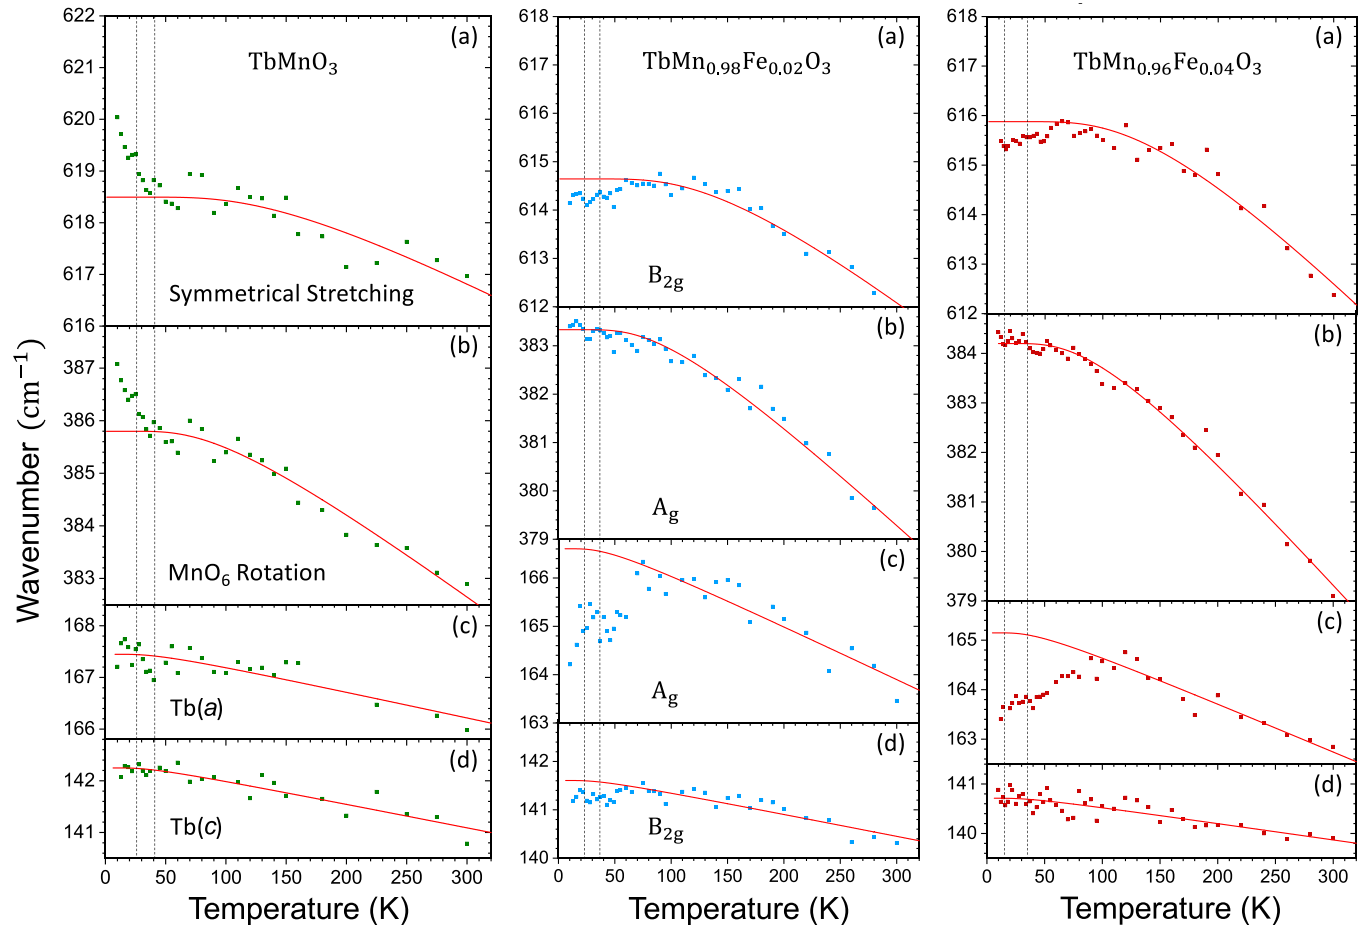 Wavenumber (cm⁻¹)
(a)
TbMnO₃
622
621
620
619
618
617
616
Symmetrical Stretching
(b)
387
386
385
384
383
MnO₆ Rotation
(c)
168
167
166
Tb(a)
(d)
142
141
Tb(c)
0 50 100 150 200 250 300
Temperature (K)
(a)
TbMn₀.₉₈Fe₀.₀₂O₃
618
617
616
615
614
613
612
B₂g
(b)
383
382
381
380
379
Ag
(c)
166
165
164
163
Ag
(d)
142
141
140
B₂g
0 50 100 150 200 250 300
Temperature (K)
(a)
TbMn₀.₉₆Fe₀.₀₄O₃
618
617
616
615
614
613
612
(b)
384
383
382
381
380
379
(c)
165
164
163
(d)
141
140
0 50 100 150 200 250 300
Temperature (K)